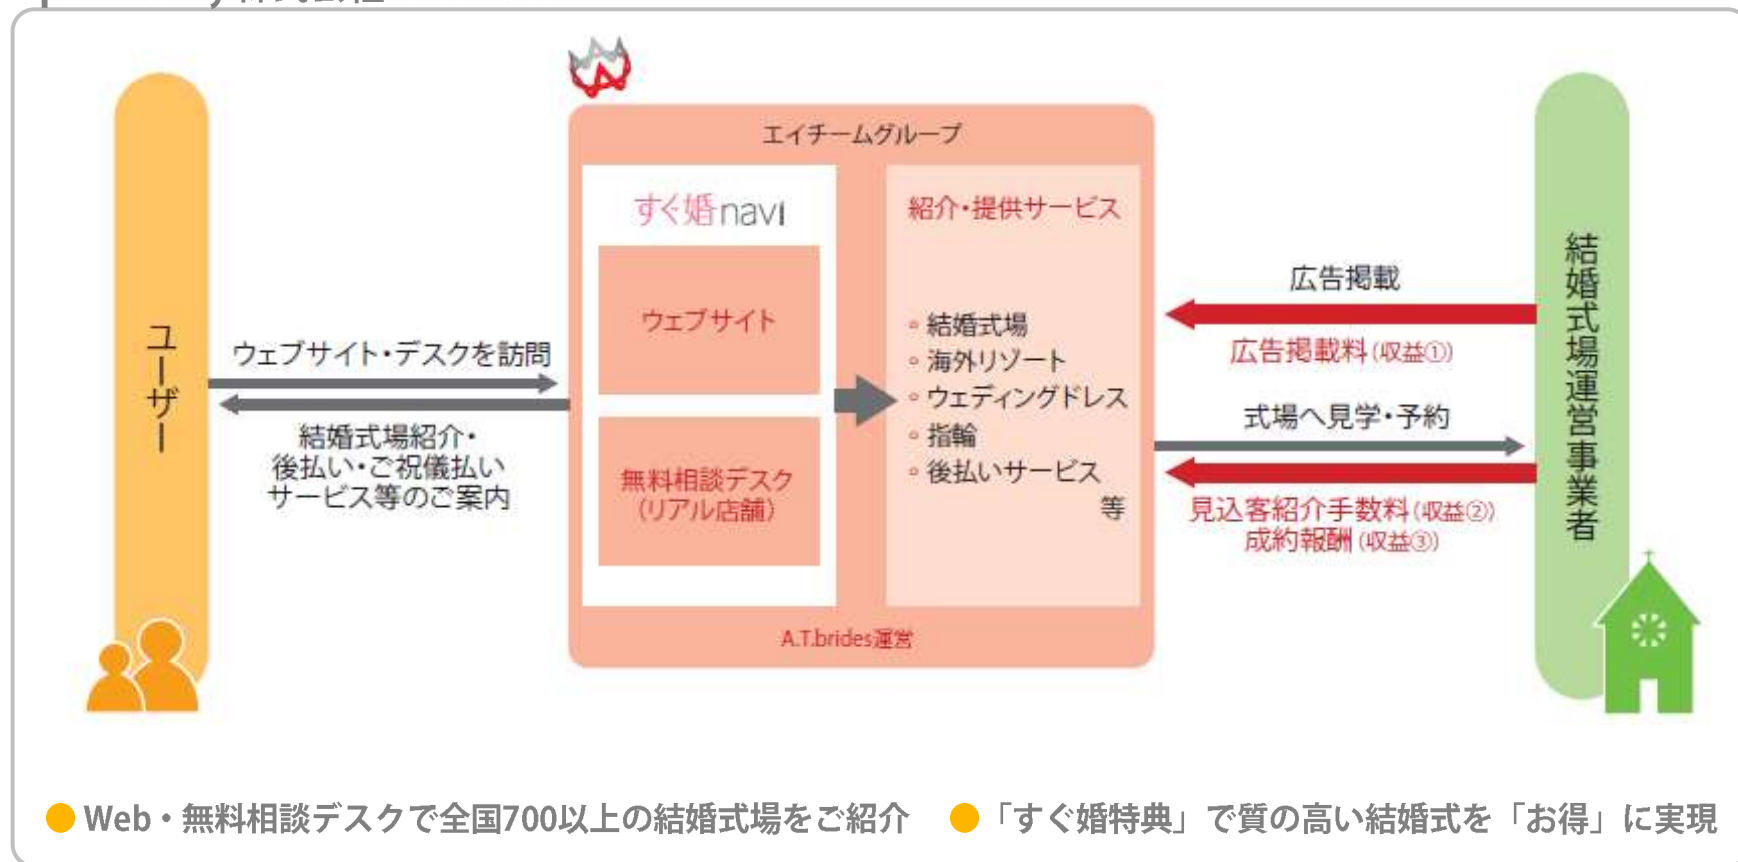 エイチームグループ
すぐ婚navi
ウェブサイト
無料相談デスク
(リアル店舗)
紹介・提供サービス
結婚式場
海外リゾート
ウェディングドレス
指輪
後払いサービス
等
A.T.brides運営
ユーザー
ウェブサイト・デスクを訪問
結婚式場紹介・
後払い・ご祝儀払い
サービス等のご案内
広告掲載
広告掲載料(収益①)
式場へ見学・予約
見込客紹介手数料(収益②)
成約報酬(収益③)
結婚式場運営事業者
Web・無料相談デスクで全国700以上の結婚式場をご紹介
「すぐ婚特典」で質の高い結婚式を「お得」に実現